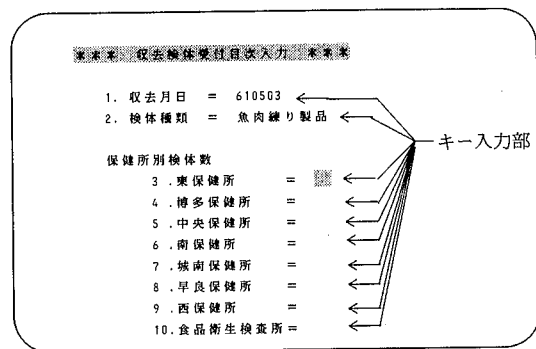 *** 収去検体受付目次入力 ***
1. 収去月日 = 610503
2. 検体種類 = 魚肉練り製品
キー入力部
保健所別検体数
3 .東保健所 =
4 .博多保健所 =
5 .中央保健所 =
6 .南保健所 =
7 .城南保健所 =
8 .早良保健所 =
9 .西保健所 =
10.食品衛生検査所=